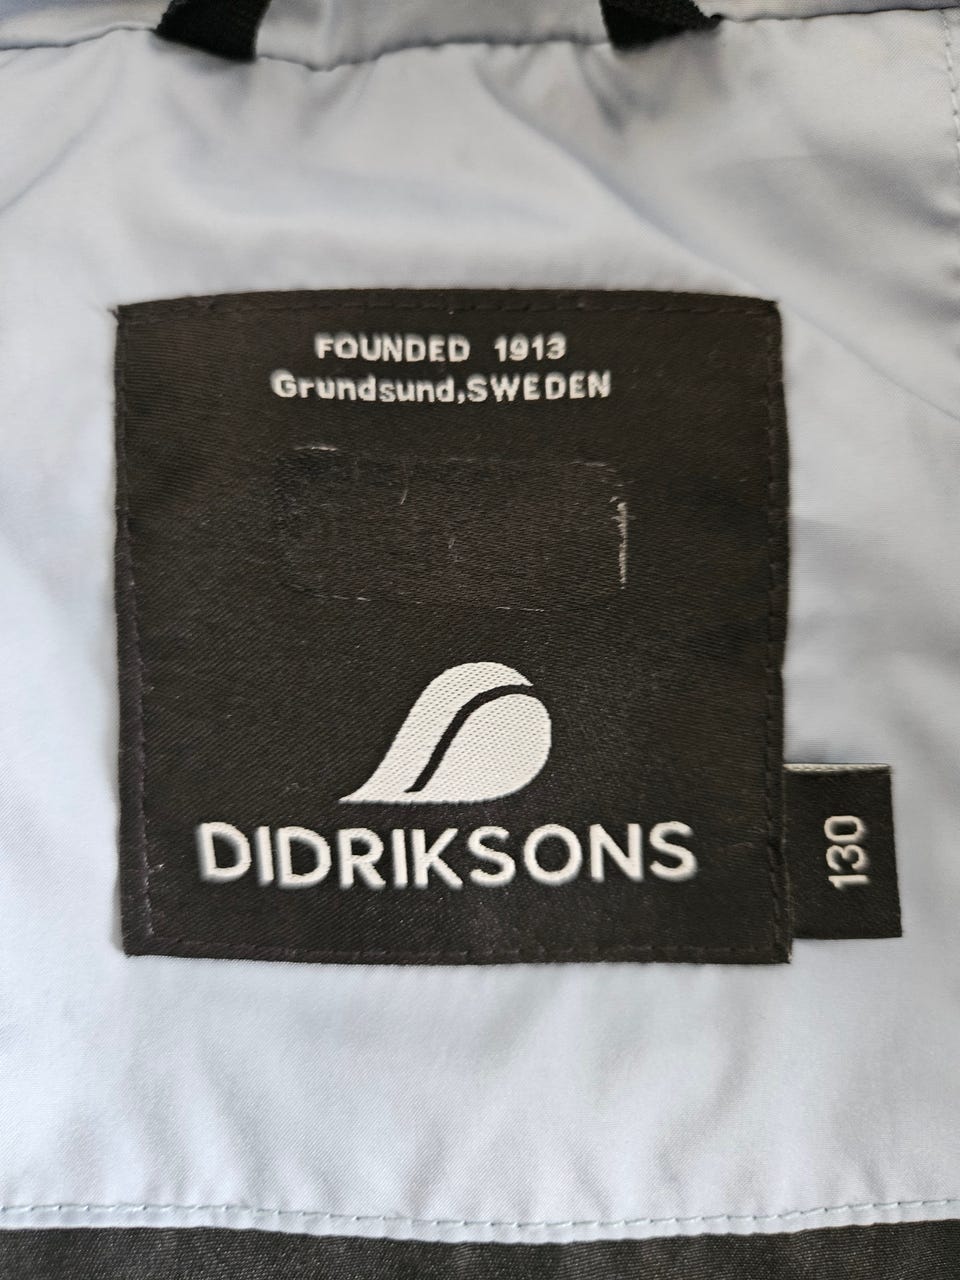 FOUNDED 1913
Grundsund,SWEDEN
DIDRIKSONS
130